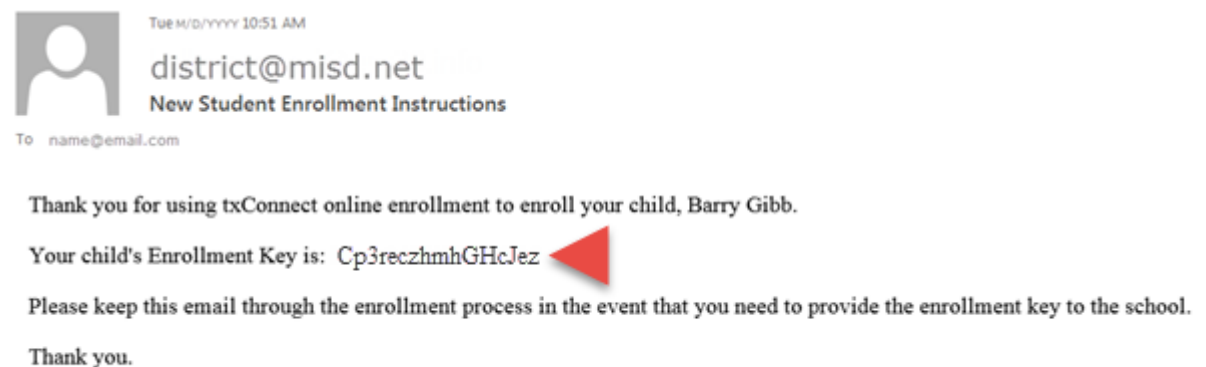 Tue M/D/YYYY 10:51 AM
district@misd.net
New Student Enrollment Instructions
To name@email.com
Thank you for using txConnect online enrollment to enroll your child, Barry Gibb.
Your child's Enrollment Key is: Cp3reczhmhGHcJez
Please keep this email through the enrollment process in the event that you need to provide the enrollment key to the school.
Thank you.